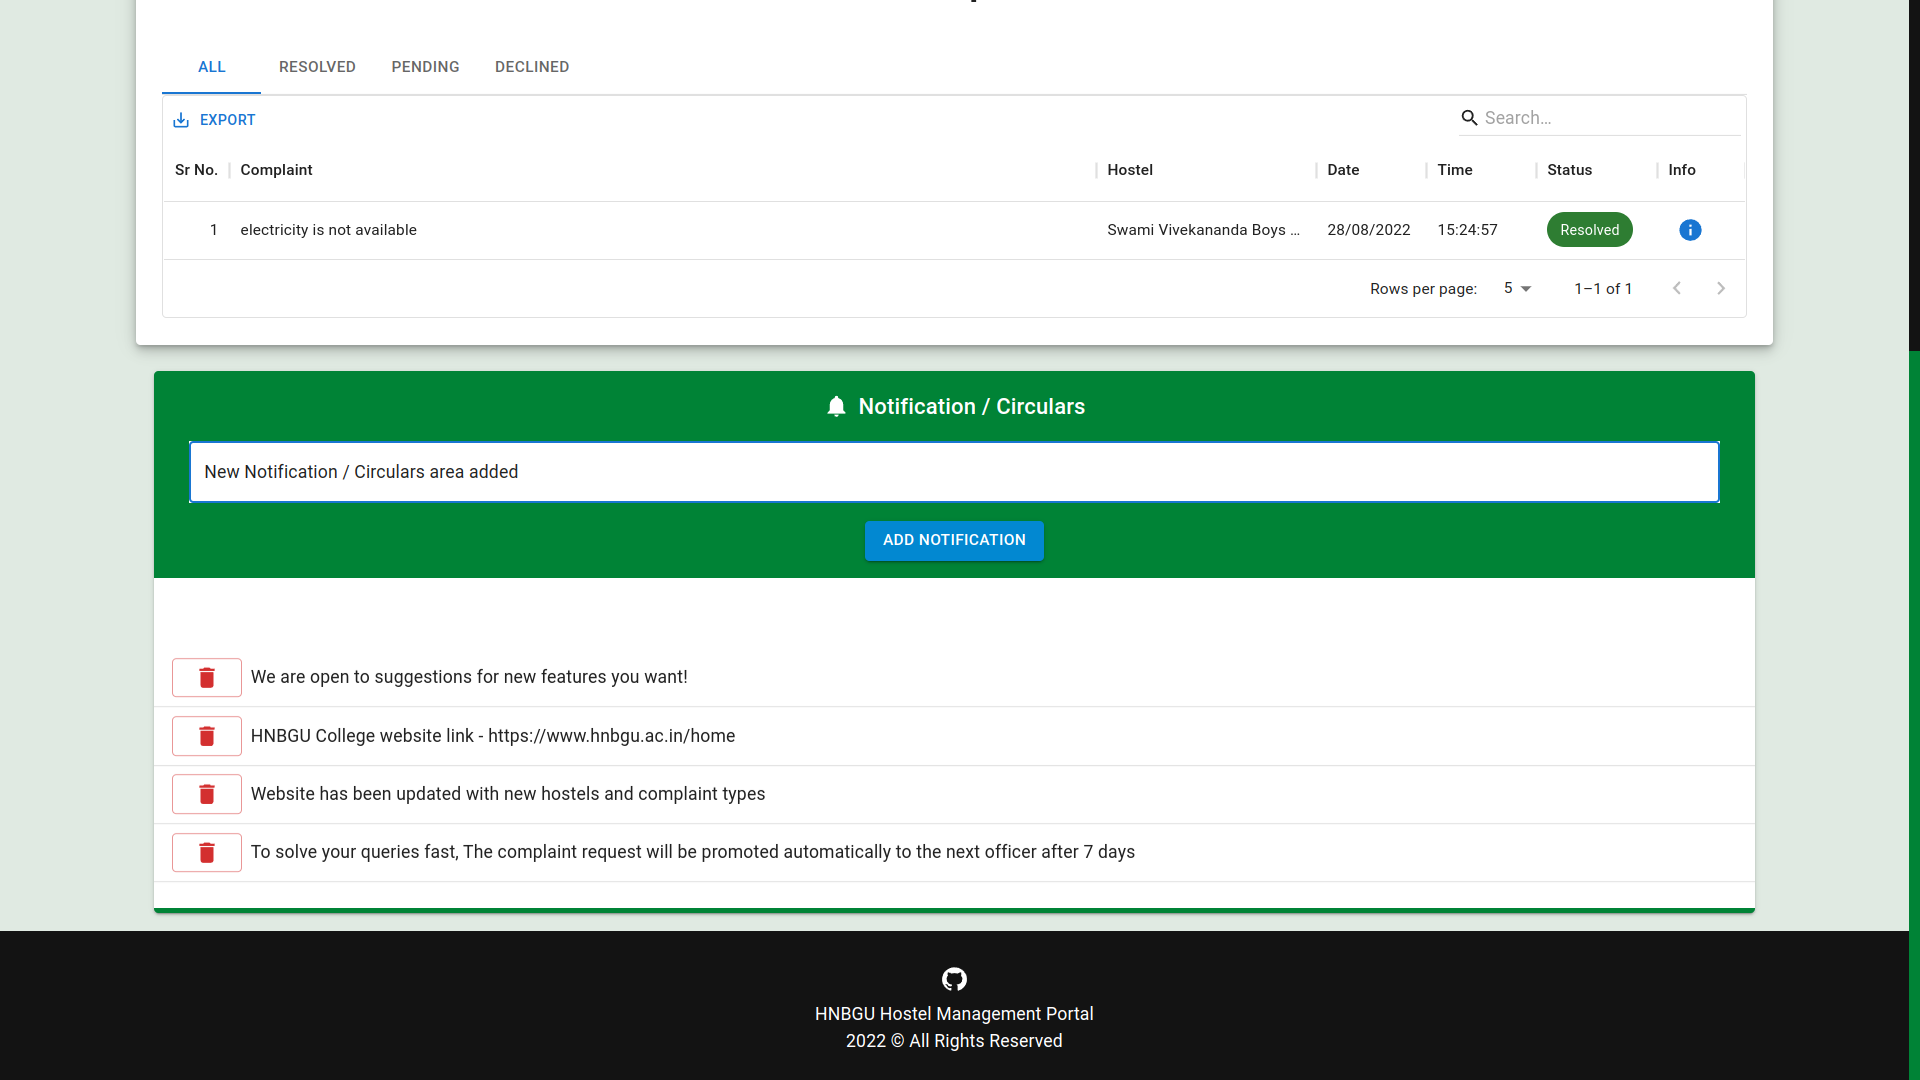 ALL RESOLVED PENDING DECLINED
EXPORT Search...
Sr No. Complaint Hostel Date Time Status Info
1 electricity is not available Swami Vivekananda Boys ... 28/08/2022 15:24:57 Resolved
Rows per page: 5 1–1 of 1
Notification / Circulars
New Notification / Circulars area added
ADD NOTIFICATION
We are open to suggestions for new features you want!
HNBGU College website link - https://www.hnbgu.ac.in/home
Website has been updated with new hostels and complaint types
To solve your queries fast, The complaint request will be promoted automatically to the next officer after 7 days
HNBGU Hostel Management Portal
2022 © All Rights Reserved